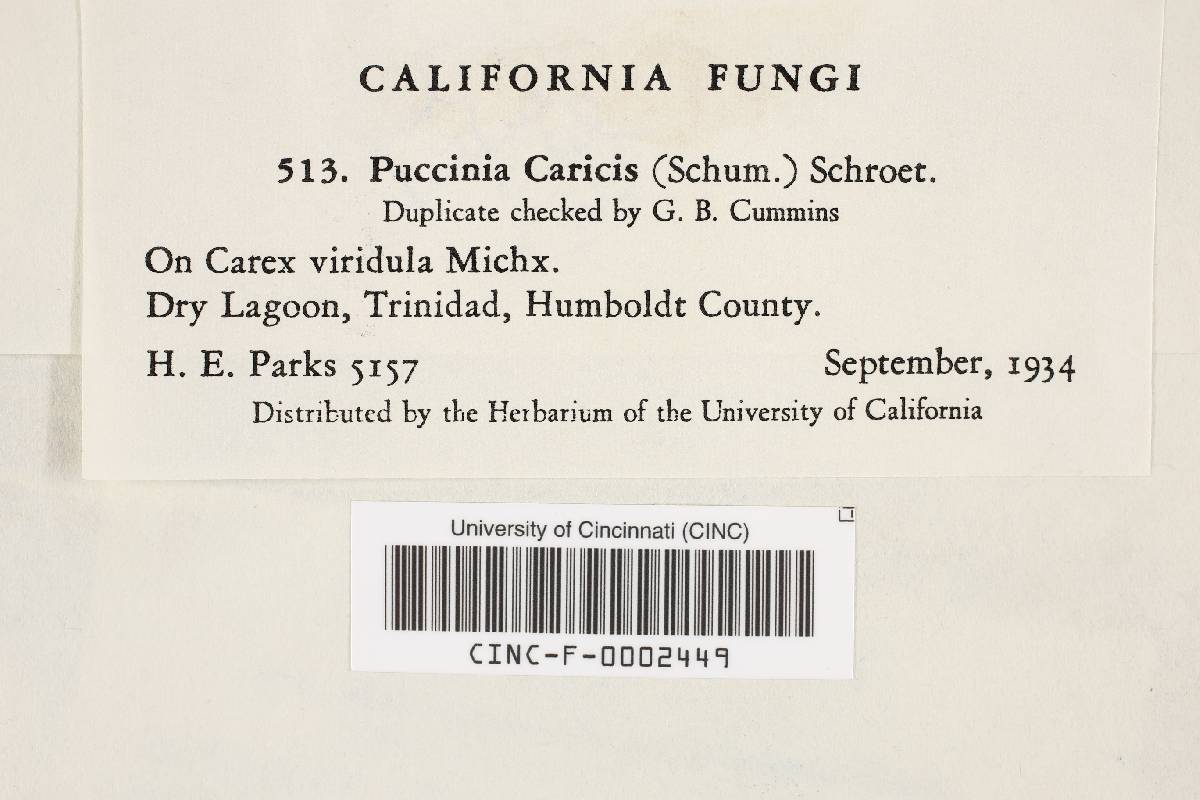 CALIFORNIA FUNGI
513. Puccinia Caricis (Schum.) Schroet.
Duplicate checked by G. B. Cummins
On Carex viridula Michx.
Dry Lagoon, Trinidad, Humboldt County.
H. E. Parks 5157 September, 1934
Distributed by the Herbarium of the University of California
University of Cincinnati (CINC)
CINC-F-0002449